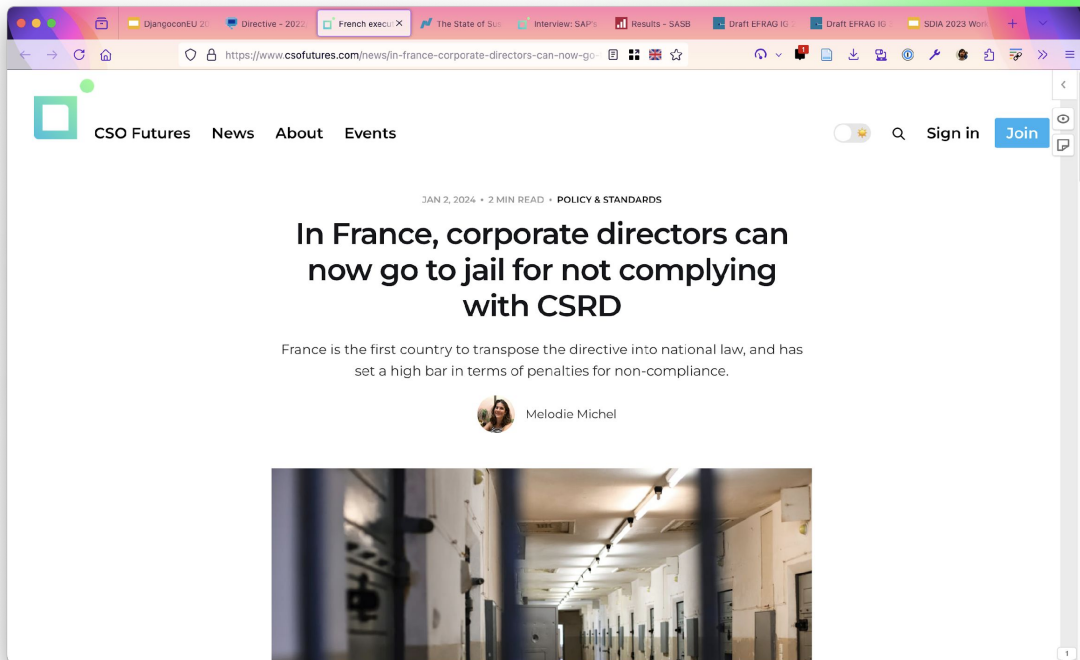 DjangoconEU 20
Directive - 2022
French execu
The State of Su
Interview: SAP's
Results - SASB
Draft EFRAG IG
Draft EFRAG IG
SDIA 2023 Work
https://www.csofutures.com/news/in-france-corporate-directors-can-now-go-
1
CSO Futures
News
About
Events
Sign in
Join
JAN 2, 2024 • 2 MIN READ • POLICY & STANDARDS
In France, corporate directors can
now go to jail for not complying
with CSRD
France is the first country to transpose the directive into national law, and has
set a high bar in terms of penalties for non-compliance.
Melodie Michel
1